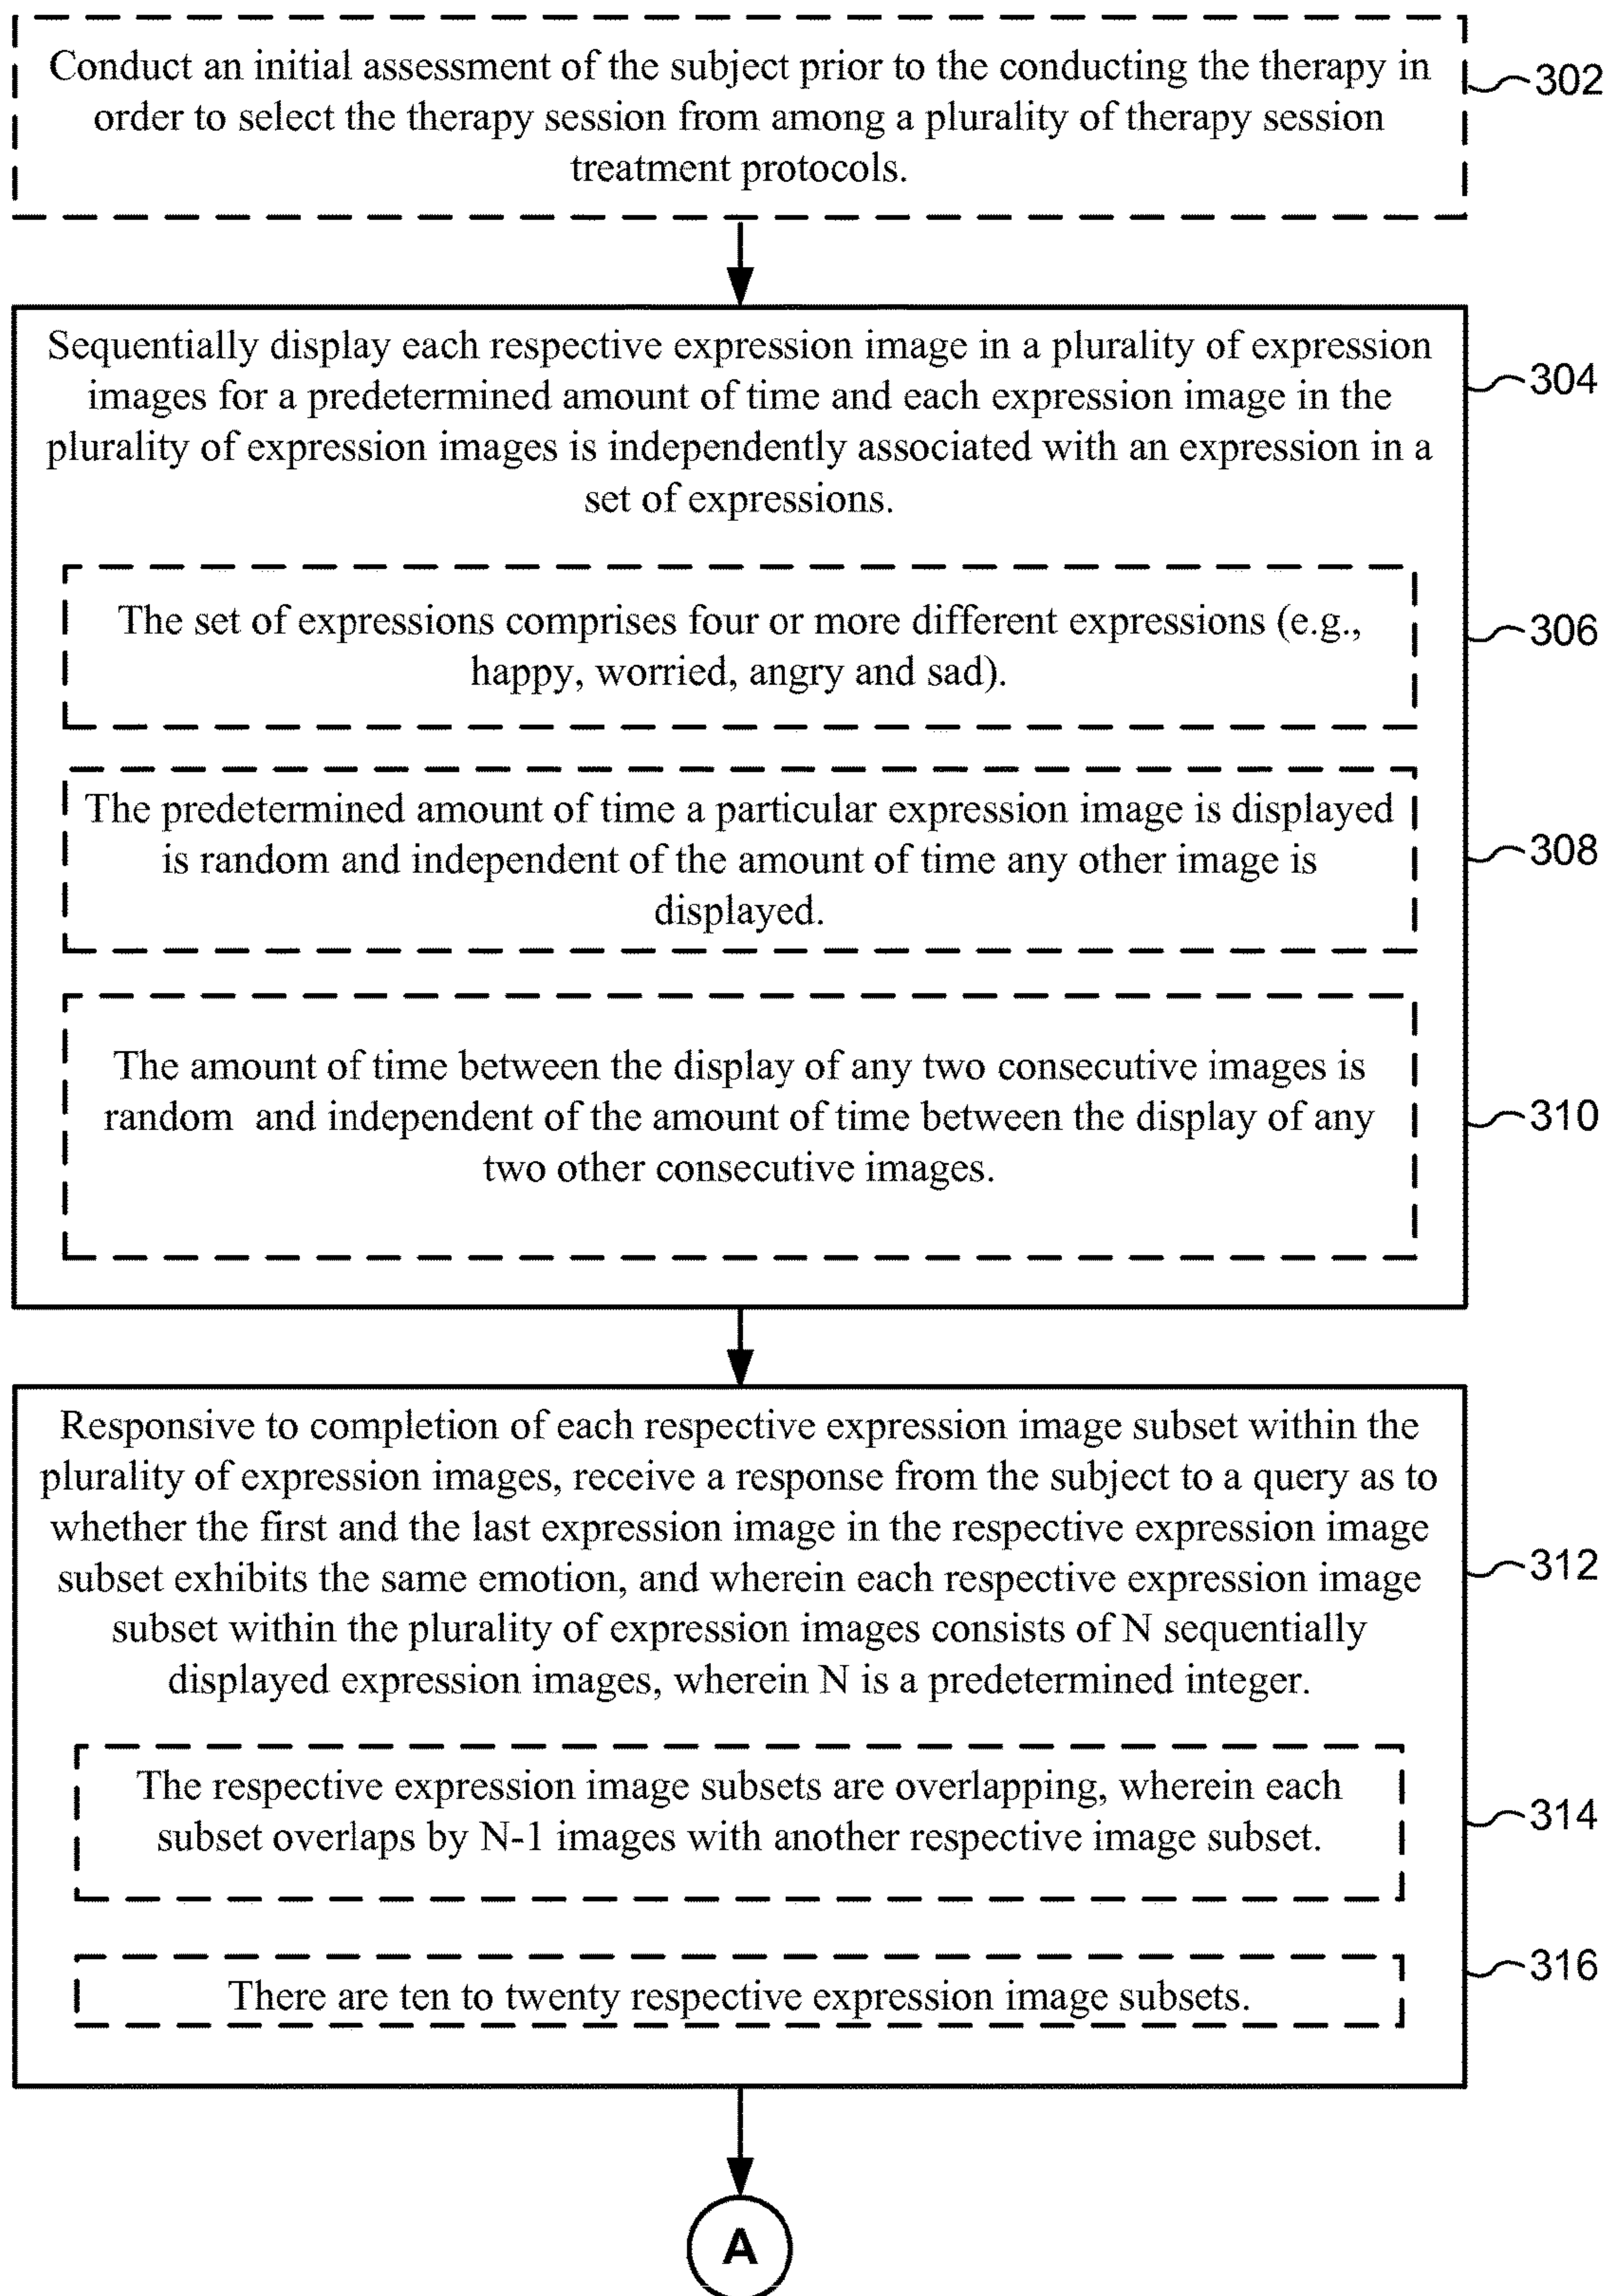 Conduct an initial assessment of the subject prior to the conducting the therapy in
order to select the therapy session from among a plurality of therapy session
treatment protocols.
302
Sequentially display each respective expression image in a plurality of expression
images for a predetermined amount of time and each expression image in the
plurality of expression images is independently associated with an expression in a
set of expressions.
304
The set of expressions comprises four or more different expressions (e.g.,
happy, worried, angry and sad).
306
The predetermined amount of time a particular expression image is displayed
is random and independent of the amount of time any other image is
displayed.
308
The amount of time between the display of any two consecutive images is
random  and independent of the amount of time between the display of any
two other consecutive images.
310
Responsive to completion of each respective expression image subset within the
plurality of expression images, receive a response from the subject to a query as to
whether the first and the last expression image in the respective expression image
subset exhibits the same emotion, and wherein each respective expression image
subset within the plurality of expression images consists of N sequentially
displayed expression images, wherein N is a predetermined integer.
312
The respective expression image subsets are overlapping, wherein each
subset overlaps by N-1 images with another respective image subset.
314
There are ten to twenty respective expression image subsets.
316
A